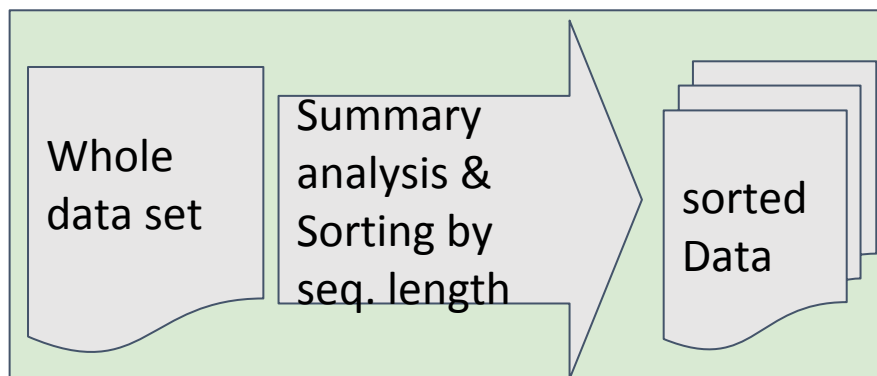 Whole
data set
Summary
analysis &
Sorting by
seq. length
sorted
Data